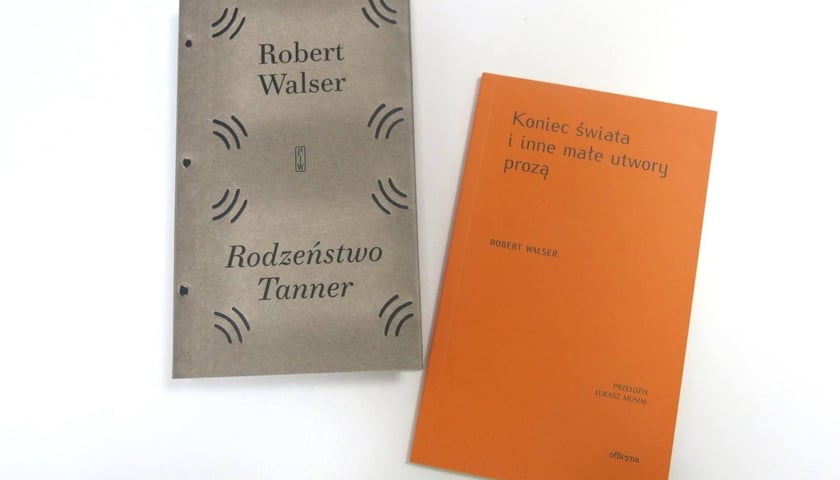 Robert
Walser
PIW
Rodzeństwo
Tanner
Koniec świata
i inne małe utwory
prozą
ROBERT WALSER
PRZEŁOŻYŁ
ŁUKASZ MUSIAŁ
officyna